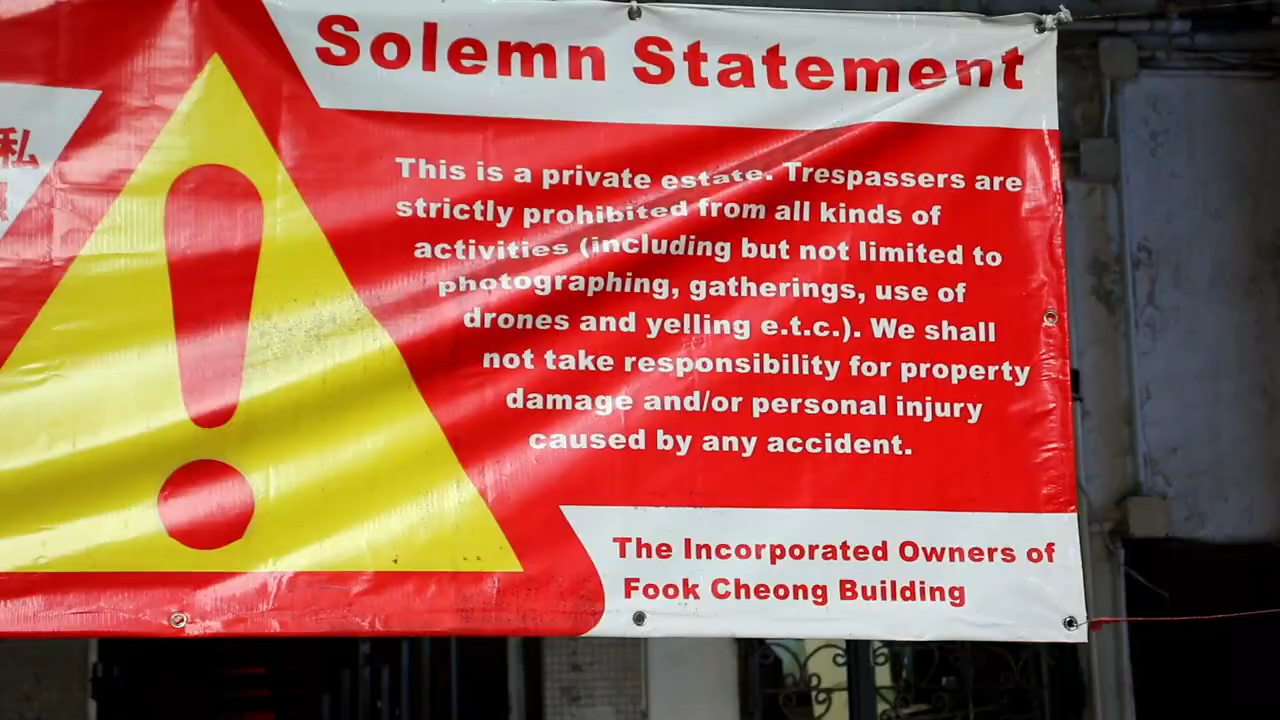 私
Solemn Statement
This is a private estate. Trespassers are
strictly prohibited from all kinds of
activities (including but not limited to
photographing, gatherings, use of
drones and yelling e.t.c.). We shall
not take responsibility for property
damage and/or personal injury
caused by any accident.
The Incorporated Owners of
Fook Cheong Building